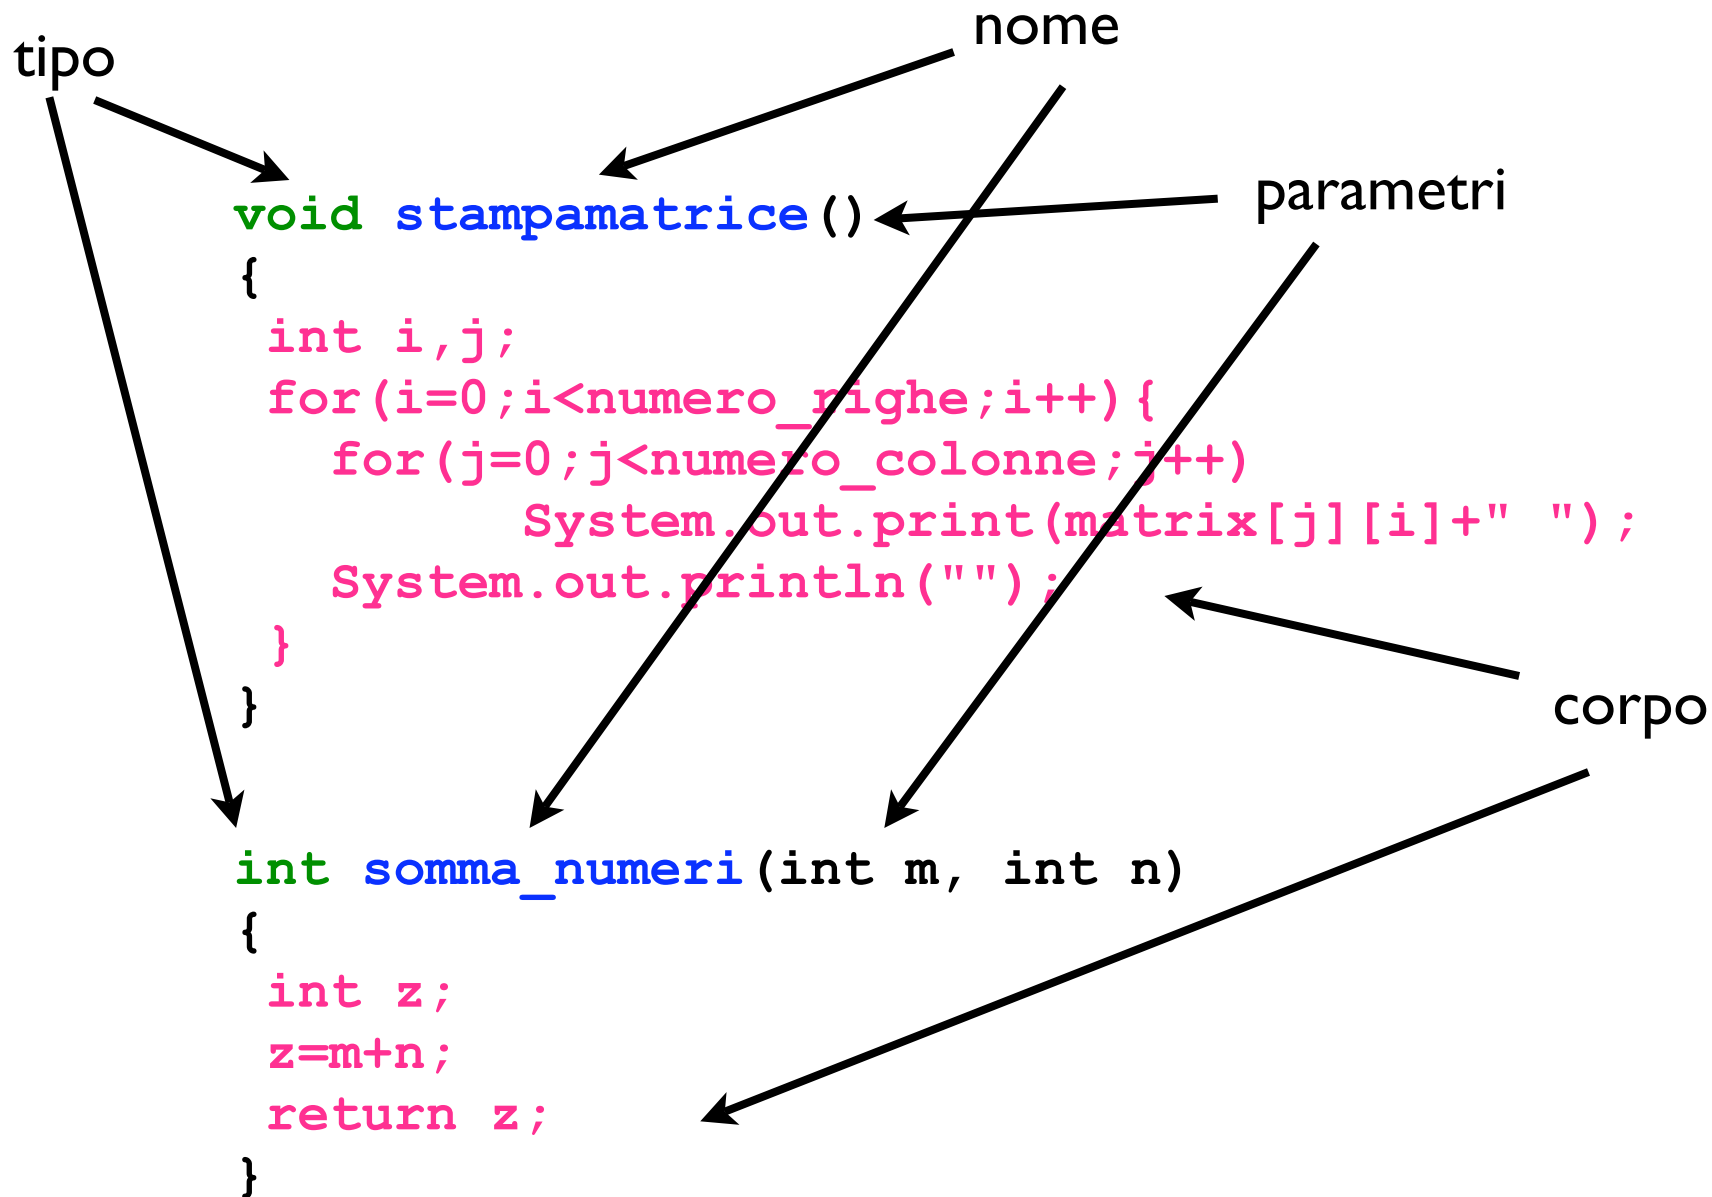 nome
tipo
parametri
void stampamatrice()
{
int i,j;
for(i=0;i<numero_righe;i++){
for(j=0;j<numero_colonne;j++)
System.out.print(matrix[j][i]+" ");
System.out.println("");
}
}
corpo
int somma_numeri(int m, int n)
{
int z;
z=m+n;
return z;
}